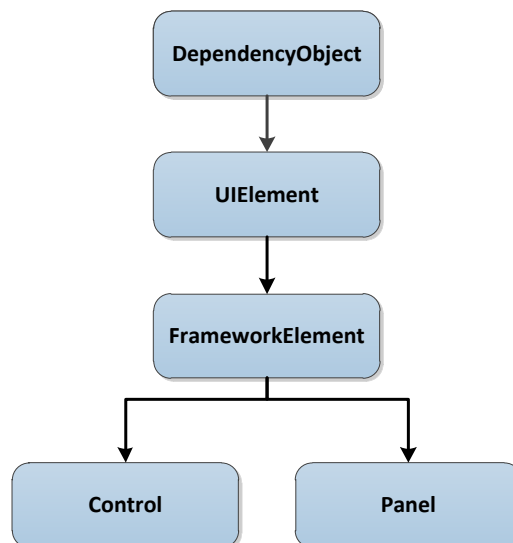 DependencyObject
UIElement
FrameworkElement
Control
Panel